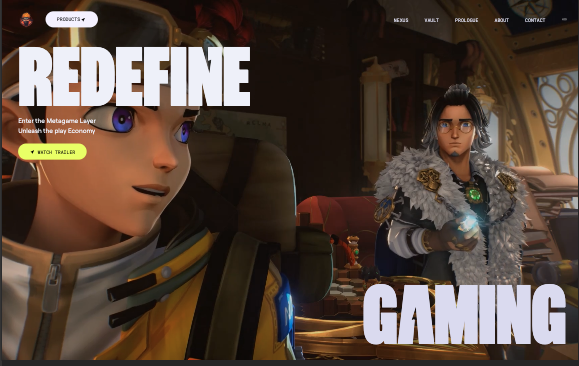 PRODUCTS
NEXUS
VAULT
PROLOGUE
ABOUT
CONTACT
REDEFINE
Enter the Metagame Layer
Unleash the play Economy
WATCH TRAILER
GAMING